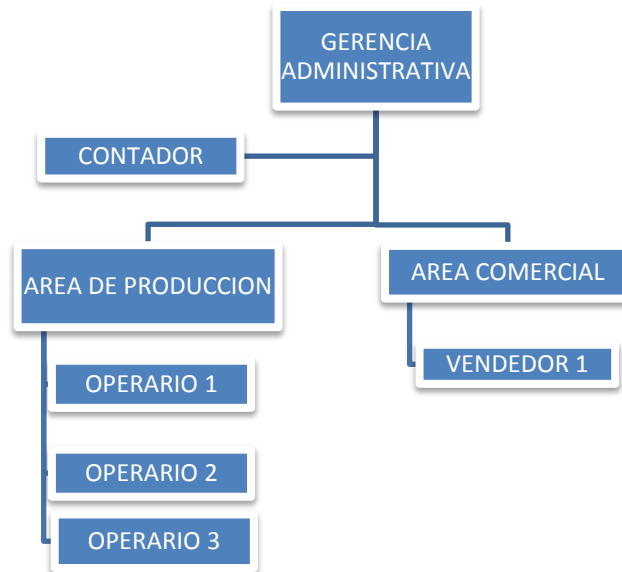 GERENCIA
ADMINISTRATIVA
CONTADOR
AREA DE PRODUCCION
AREA COMERCIAL
OPERARIO 1
VENDEDOR 1
OPERARIO 2
OPERARIO 3